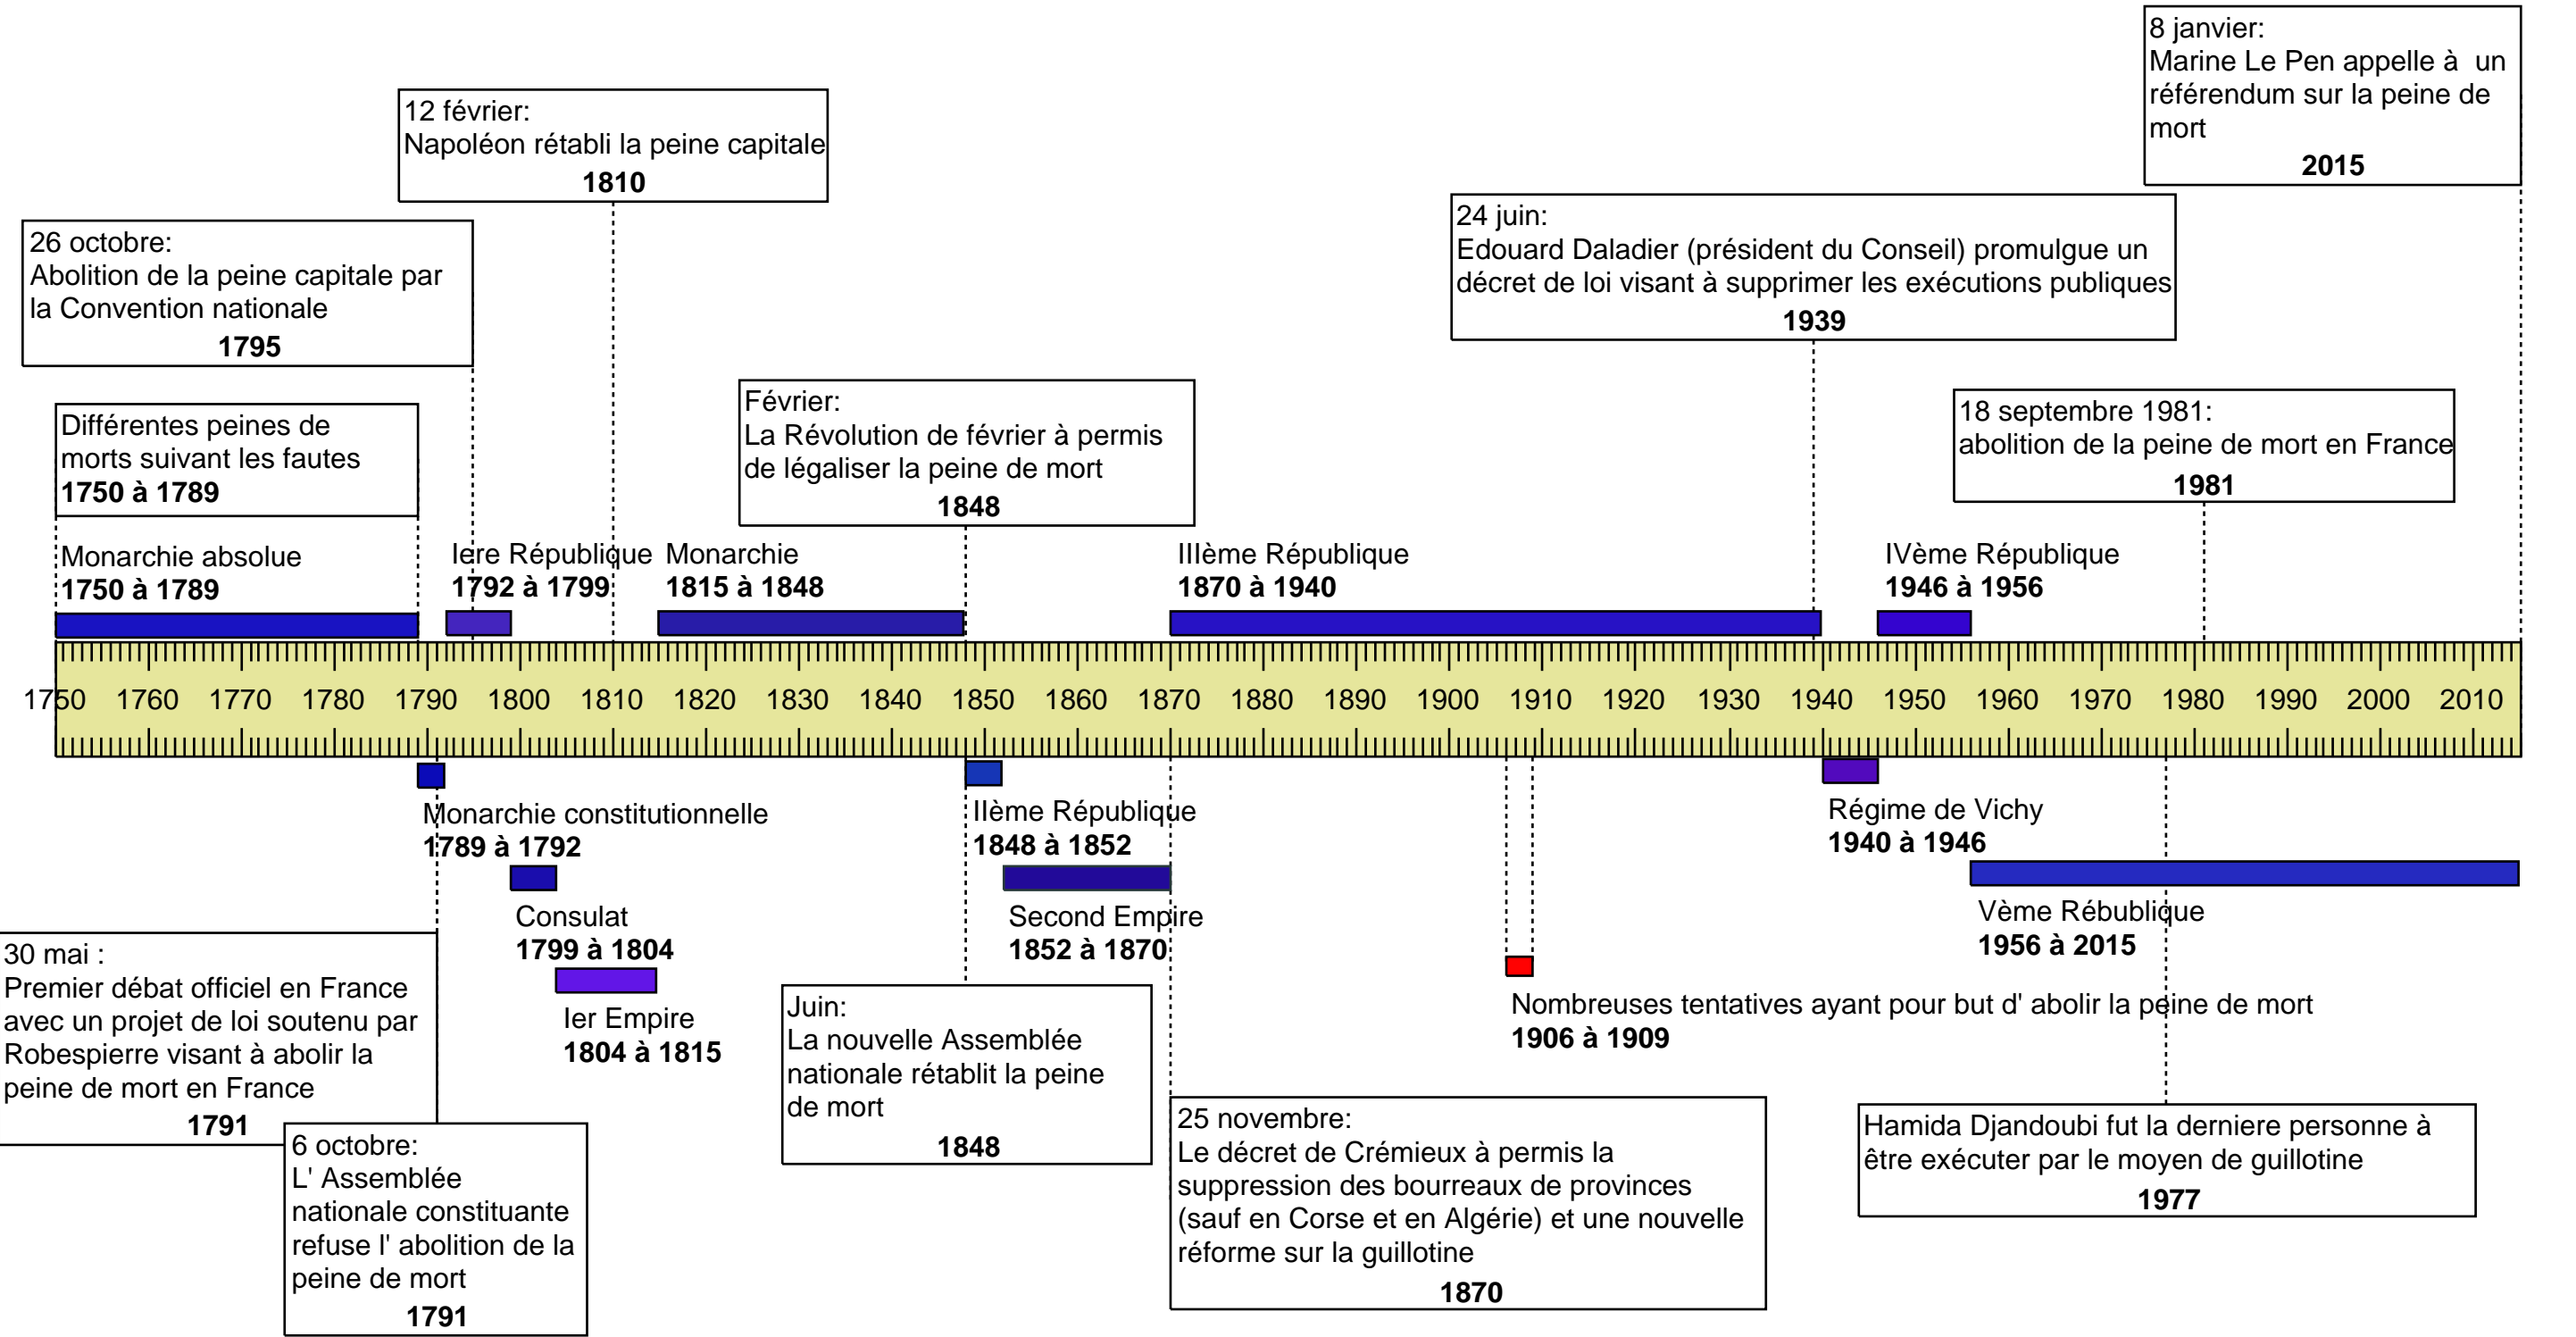 8 janvier:
Marine Le Pen appelle à  un
référendum sur la peine de
mort
2015
12 février:
Napoléon rétabli la peine capitale
1810
24 juin:
Edouard Daladier (président du Conseil) promulgue un
décret de loi visant à supprimer les exécutions publiques
1939
26 octobre:
Abolition de la peine capitale par
la Convention nationale
1795
Différentes peines de
morts suivant les fautes
1750 à 1789
Février:
La Révolution de février à permis
de légaliser la peine de mort
1848
18 septembre 1981:
abolition de la peine de mort en France
1981
Monarchie absolue
1750 à 1789
Iere République
1792 à 1799
Monarchie
1815 à 1848
IIIème République
1870 à 1940
IVème République
1946 à 1956
1750 1760 1770 1780 1790 1800 1810 1820 1830 1840 1850 1860 1870 1880 1890 1900 1910 1920 1930 1940 1950 1960 1970 1980 1990 2000 2010
Monarchie constitutionnelle
1789 à 1792
Consulat
1799 à 1804
Ier Empire
1804 à 1815
IIème République
1848 à 1852
Second Empire
1852 à 1870
Régime de Vichy
1940 à 1946
Vème Rébublique
1956 à 2015
Nombreuses tentatives ayant pour but d' abolir la peine de mort
1906 à 1909
30 mai :
Premier débat officiel en France
avec un projet de loi soutenu par
Robespierre visant à abolir la
peine de mort en France
1791
6 octobre:
L' Assemblée
nationale constituante
refuse l' abolition de la
peine de mort
1791
Juin:
La nouvelle Assemblée
nationale rétablit la peine
de mort
1848
25 novembre:
Le décret de Crémieux à permis la
suppression des bourreaux de provinces
(sauf en Corse et en Algérie) et une nouvelle
réforme sur la guillotine
1870
Hamida Djandoubi fut la derniere personne à
être exécuter par le moyen de guillotine
1977